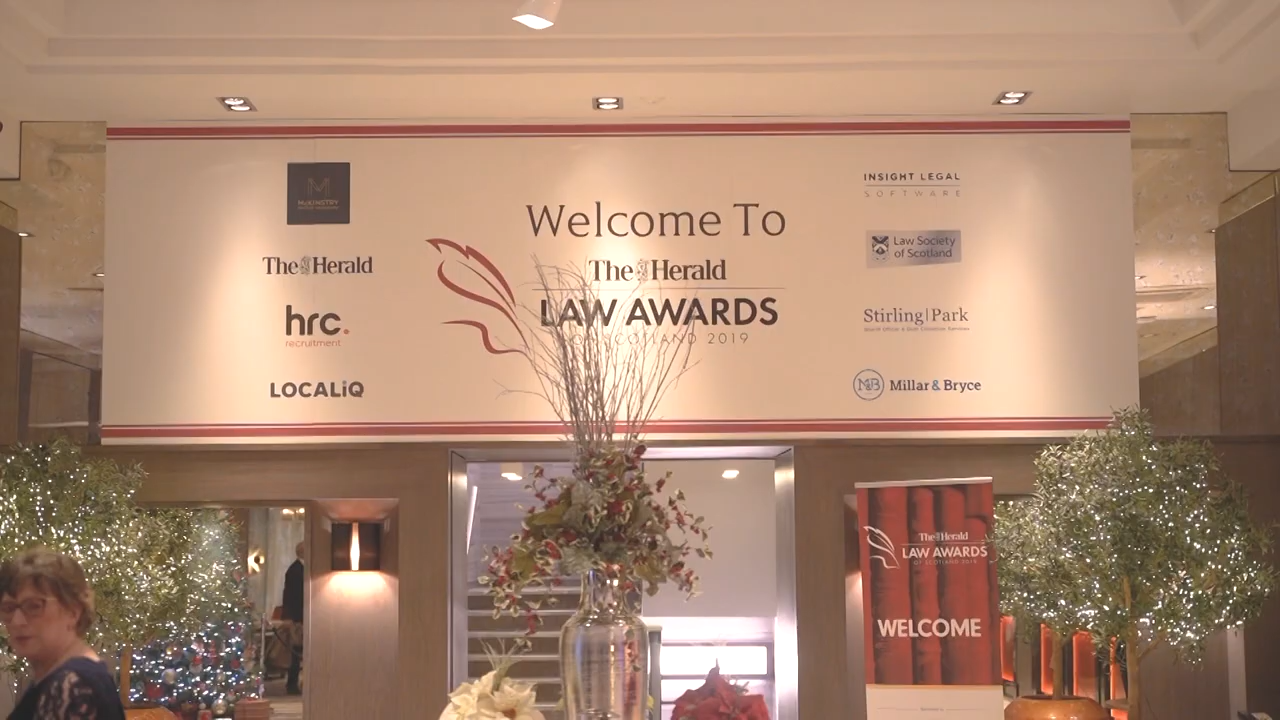 McKINSTRY
The Herald
hrc.
recruitment
LOCALiQ
Welcome To
The Herald
LAW AWARDS
OF SCOTLAND 2019
INSIGHT LEGAL
SOFTWARE
Law Society
of Scotland
Stirling|Park
M&B Millar & Bryce
The Herald
LAW AWARDS
OF SCOTLAND
WELCOME